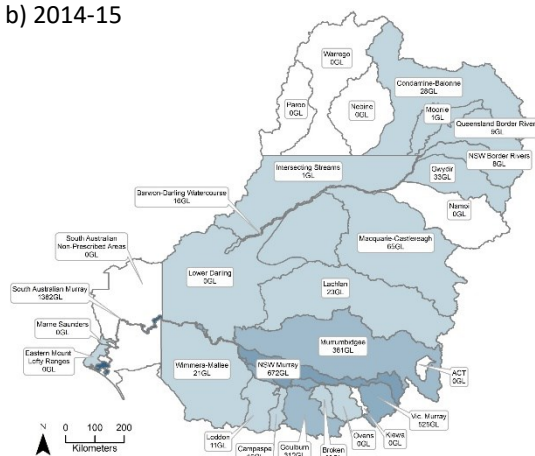 b) 2014-15
Warrego
0GL
Condamine-Balonne
28GL
Paroo
0GL
Nebine
0GL
Moonie
1GL
Queensland Border Rivers
NSW Border Rivers
8GL
Intersecting Streams
1GL
Gwydir
33GL
Barwon-Darling Watercourse
16GL
Namoi
0GL
South Australian
Non-Prescribed Areas
0GL
Macquarie-Castlereagh
65GL
Lower Darling
0GL
South Australian Murray
1382GL
Lachlan
Marne Saunders
0GL
Murrumbidgee
361GL
Eastern Mount
Lofty Ranges
0GL
Wimmera-Mallee
21GL
NSW Murray
672GL
ACT
0GL
Vic. Murray
525GL
Loddon
11GL
Campaspe
Goulburn
Broken
Ovens
0GL
Kiewa
0GL
N
0 100 200
Kilometers